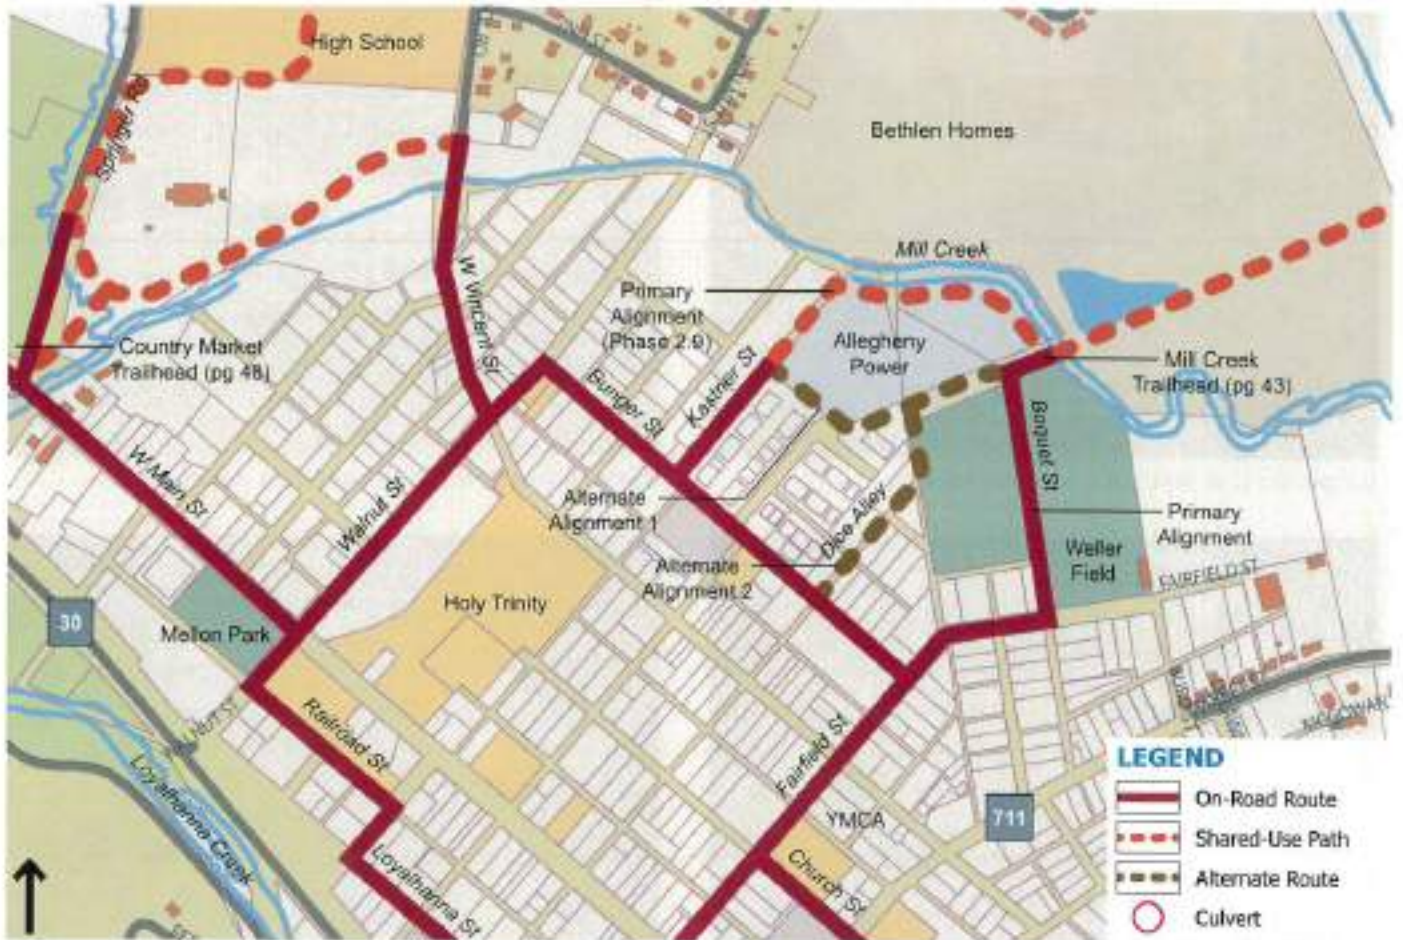 High School
Springer Rd
Bethlen Homes
Mill Creek
W Vincent St
Primary
Alignment
(Phase 2.9)
Allegheny
Power
Country Market
Trailhead (pg 48)
Mill Creek
Trailhead (pg 43)
Bunger St
Kastner St
Boquet St
W Main St
Walnut St
Alternate
Alignment 1
Dice Alley
Primary
Alignment
Alternate
Alignment 2
Weller
Field
FAIRFIELD ST
Holy Trinity
30
Mellon Park
Railroad St
WALNUT ST
Loyalhanna Creek
Fairfield St
YMCA
711
Church St
Loyalhanna St
LEGEND
On-Road Route
Shared-Use Path
Alternate Route
Culvert